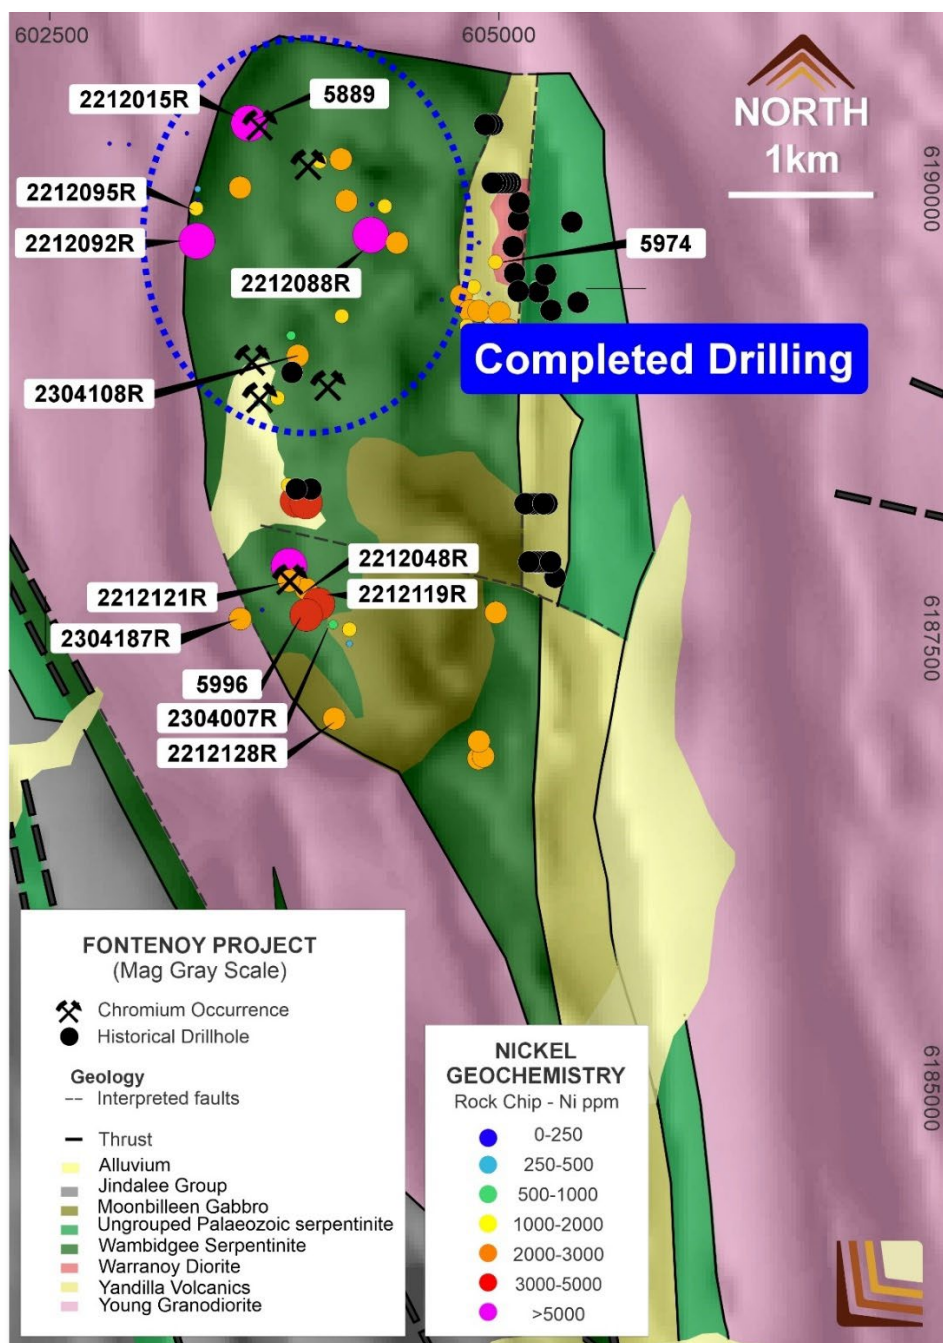 602500
605000
NORTH
1km
2212015R
5889
6190000
2212095R
2212092R
5974
2212088R
Completed Drilling
2304108R
2212048R
2212121R
2212119R
2304187R
6187500
5996
2304007R
2212128R
FONTENOY PROJECT
(Mag Gray Scale)
Chromium Occurrence
Historical Drillhole
Geology
Interpreted faults
Thrust
Alluvium
Jindalee Group
Moonbilleen Gabbro
Ungrouped Palaeozoic serpentinite
Wambidgee Serpentinite
Warranoy Diorite
Yandilla Volcanics
Young Granodiorite
NICKEL
GEOCHEMISTRY
Rock Chip - Ni ppm
0-250
250-500
500-1000
1000-2000
2000-3000
3000-5000
>5000
6185000